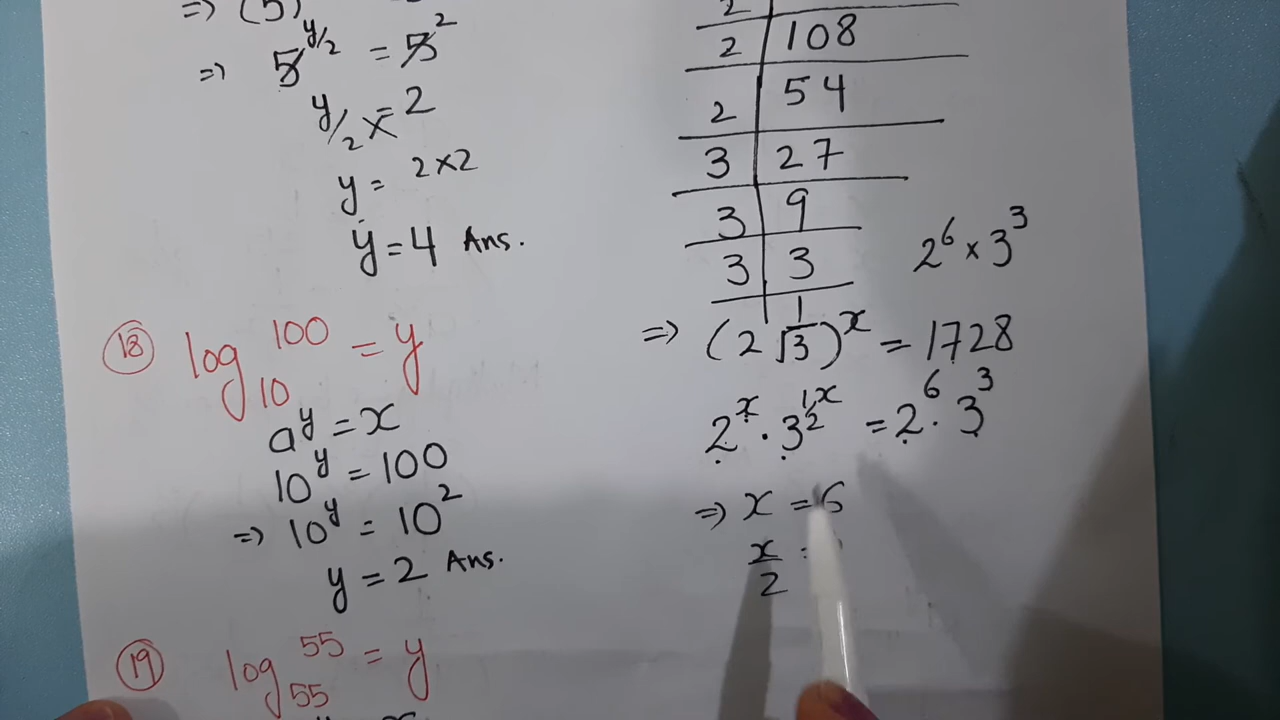 => (5)
=> 5^y/2 = 5^2
y/2 = 2
y = 2×2
y = 4 Ans.
(18) log_10 100 = y
a^y = x
10^y = 100
=> 10^y = 10^2
y = 2 Ans.
(19) log_55 55 = y
2
2 | 108
2 | 54
3 | 27
3 | 9
3 | 3
2^6 × 3^3
=> (2 √3)^x = 1728
2^x · 3^(1/2 x) = 2^6 · 3^3
=> x = 6
x/2 =